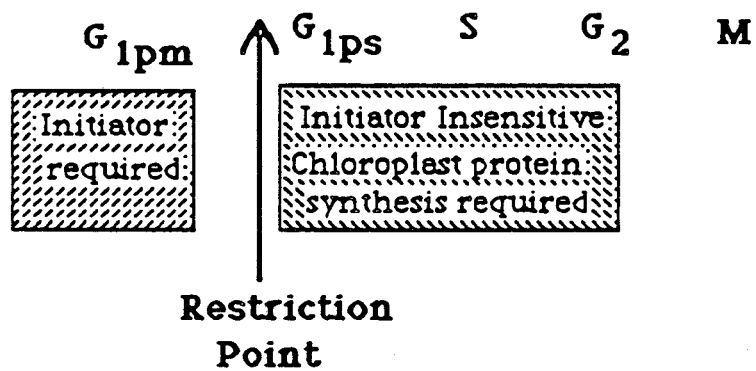 G1pm G1ps S G2 M
Initiator required
Initiator Insensitive
Chloroplast protein
synthesis required
Restriction
Point